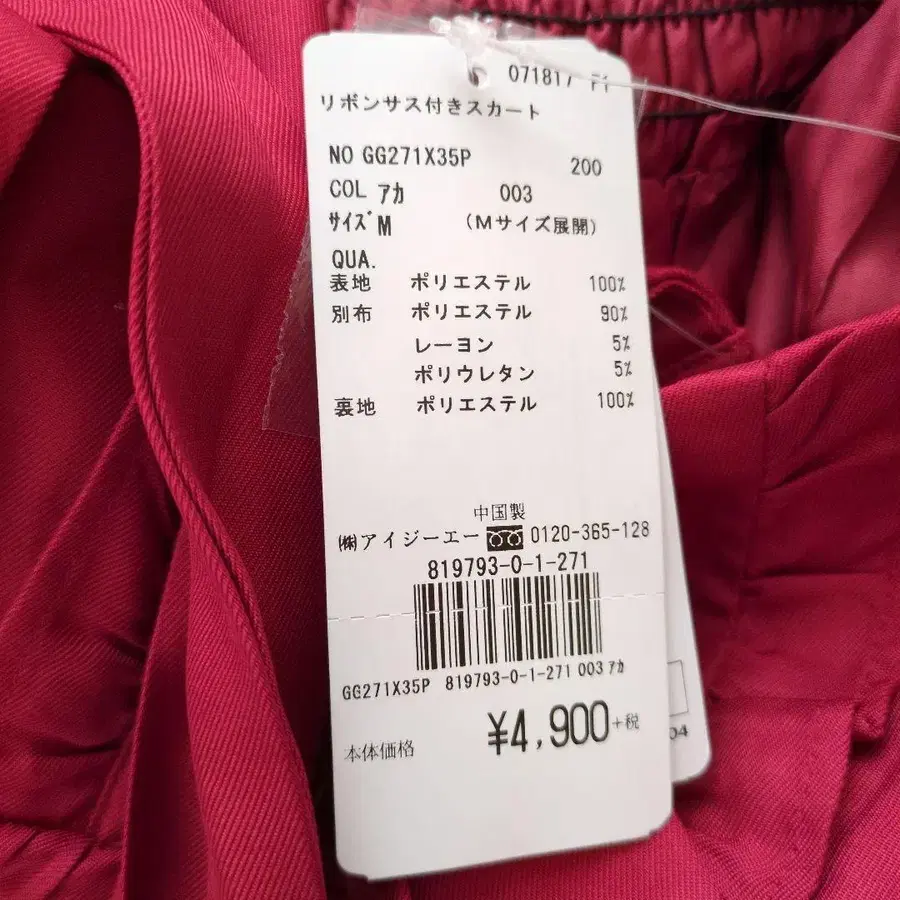 071817 F1
リボンサス付きスカート
NO GG271X35P 200
COL アカ 003
サイズ M (Mサイズ展開)
QUA.
表地 ポリエステル 100%
別布 ポリエステル 90%
レーヨン 5%
ポリウレタン 5%
裏地 ポリエステル 100%
中国製
㈱アイジーエー 0120-365-128
819793-0-1-271
GG271X35P 819793-0-1-271 003 アカ
本体価格 ¥4,900+税
04